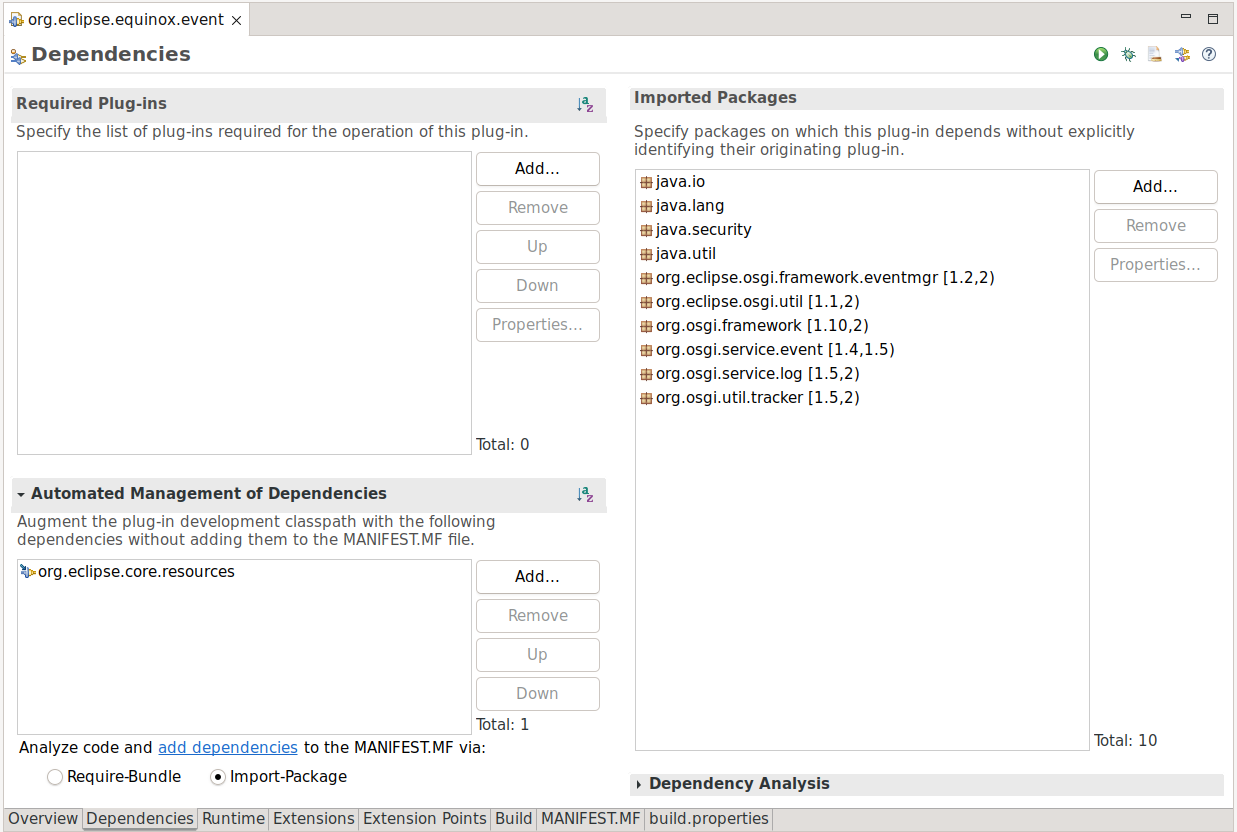 org.eclipse.equinox.event
Dependencies
Required Plug-ins
Specify the list of plug-ins required for the operation of this plug-in.
Add...
Remove
Up
Down
Properties...
Total: 0
Automated Management of Dependencies
Augment the plug-in development classpath with the following
dependencies without adding them to the MANIFEST.MF file.
org.eclipse.core.resources
Add...
Remove
Up
Down
Total: 1
Analyze code and add dependencies to the MANIFEST.MF via:
Require-Bundle Import-Package
Imported Packages
Specify packages on which this plug-in depends without explicitly
identifying their originating plug-in.
java.io
java.lang
java.security
java.util
org.eclipse.osgi.framework.eventmgr [1.2,2)
org.eclipse.osgi.util [1.1,2)
org.osgi.framework [1.10,2)
org.osgi.service.event [1.4,1.5)
org.osgi.service.log [1.5,2)
org.osgi.util.tracker [1.5,2)
Add...
Remove
Properties...
Total: 10
Dependency Analysis
Overview Dependencies Runtime Extensions Extension Points Build MANIFEST.MF build.properties